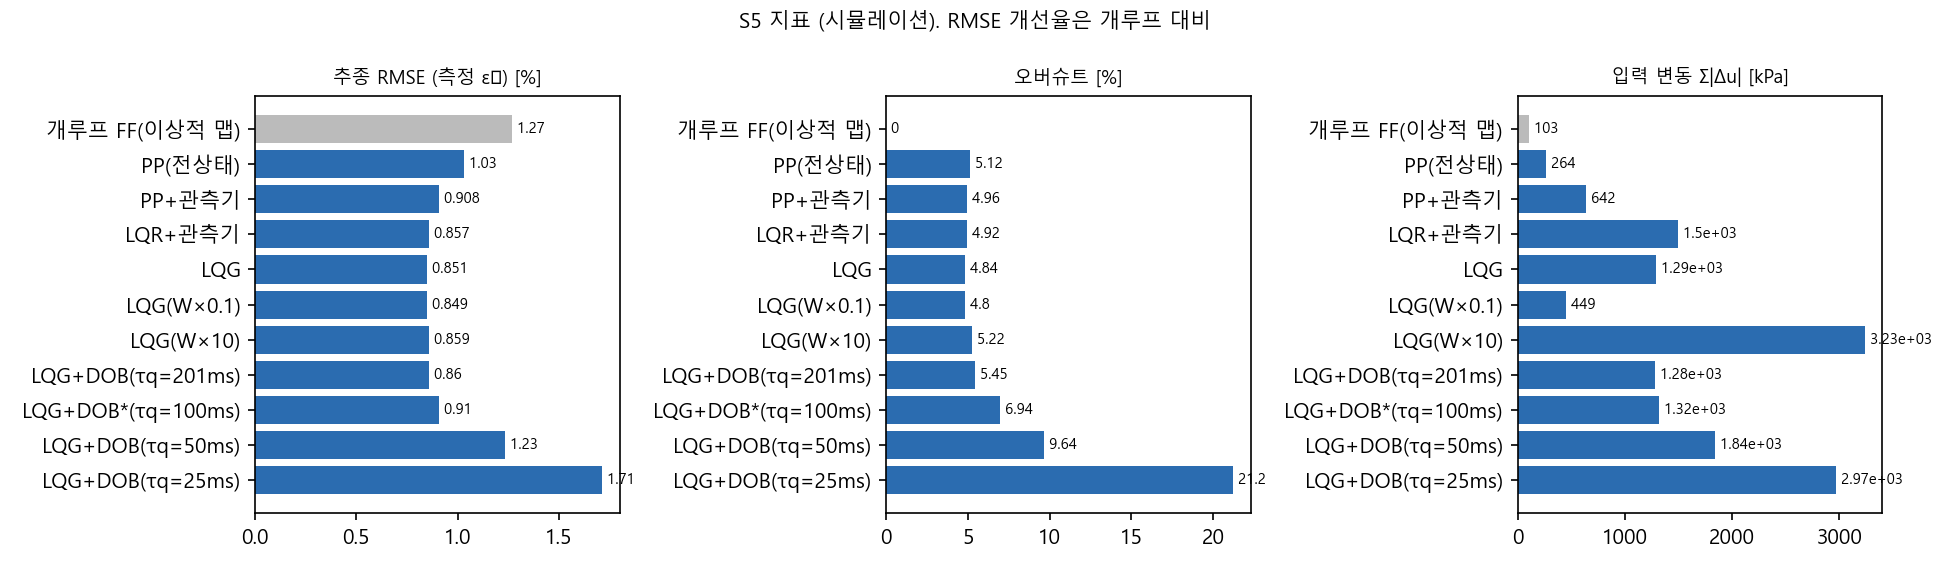 S5 지표 (시뮬레이션). RMSE 개선율은 개루프 대비
추종 RMSE (측정 ε▯) [%]
개루프 FF(이상적 맵)
1.27
PP(전상태)
1.03
PP+관측기
0.908
LQR+관측기
0.857
LQG
0.851
LQG(W×0.1)
0.849
LQG(W×10)
0.859
LQG+DOB(τq=201ms)
0.86
LQG+DOB*(τq=100ms)
0.91
LQG+DOB(τq=50ms)
1.23
LQG+DOB(τq=25ms)
1.71
0.0 0.5 1.0 1.5
오버슈트 [%]
개루프 FF(이상적 맵)
0
PP(전상태)
5.12
PP+관측기
4.96
LQR+관측기
4.92
LQG
4.84
LQG(W×0.1)
4.8
LQG(W×10)
5.22
LQG+DOB(τq=201ms)
5.45
LQG+DOB*(τq=100ms)
6.94
LQG+DOB(τq=50ms)
9.64
LQG+DOB(τq=25ms)
21.2
0 5 10 15 20
입력 변동 Σ|Δu| [kPa]
개루프 FF(이상적 맵)
103
PP(전상태)
264
PP+관측기
642
LQR+관측기
1.5e+03
LQG
1.29e+03
LQG(W×0.1)
449
LQG(W×10)
3.23e+03
LQG+DOB(τq=201ms)
1.28e+03
LQG+DOB*(τq=100ms)
1.32e+03
LQG+DOB(τq=50ms)
1.84e+03
LQG+DOB(τq=25ms)
2.97e+03
0 1000 2000 3000